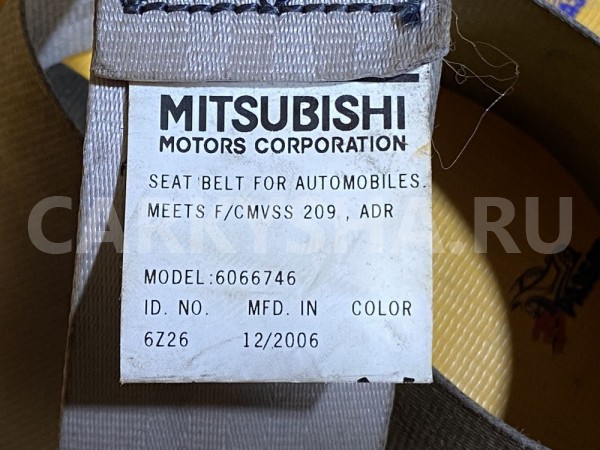 MITSUBISHI
MOTORS CORPORATION
SEAT BELT FOR AUTOMOBILES.
MEETS F/CMVSS 209 , ADR
CARKYSHA.RU
MODEL:6066746
ID. NO. MFD. IN COLOR
6Z26 12/2006